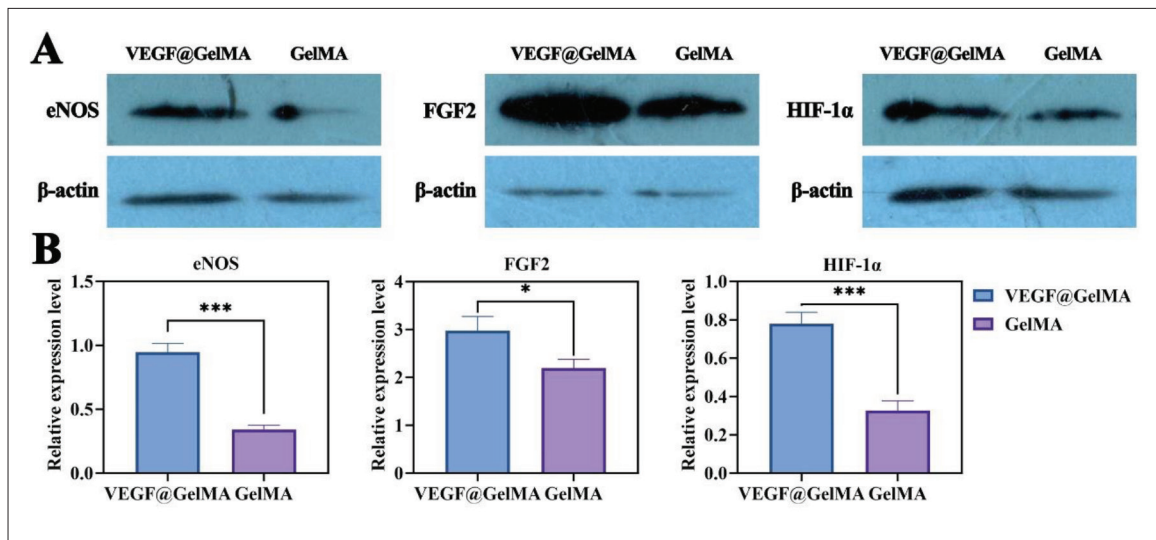 A
VEGF@GelMA GelMA
VEGF@GelMA GelMA
VEGF@GelMA GelMA
eNOS
FGF2
HIF-1α
β-actin
β-actin
β-actin
B
eNOS
Relative expression level
1.5
1.0
0.5
0.0
***
VEGF@GelMA GelMA
FGF2
Relative expression level
4
3
2
1
0
*
VEGF@GelMA GelMA
HIF-1α
Relative expression level
0.8
0.6
0.4
0.2
0.0
***
VEGF@GelMA GelMA
VEGF@GelMA
GelMA